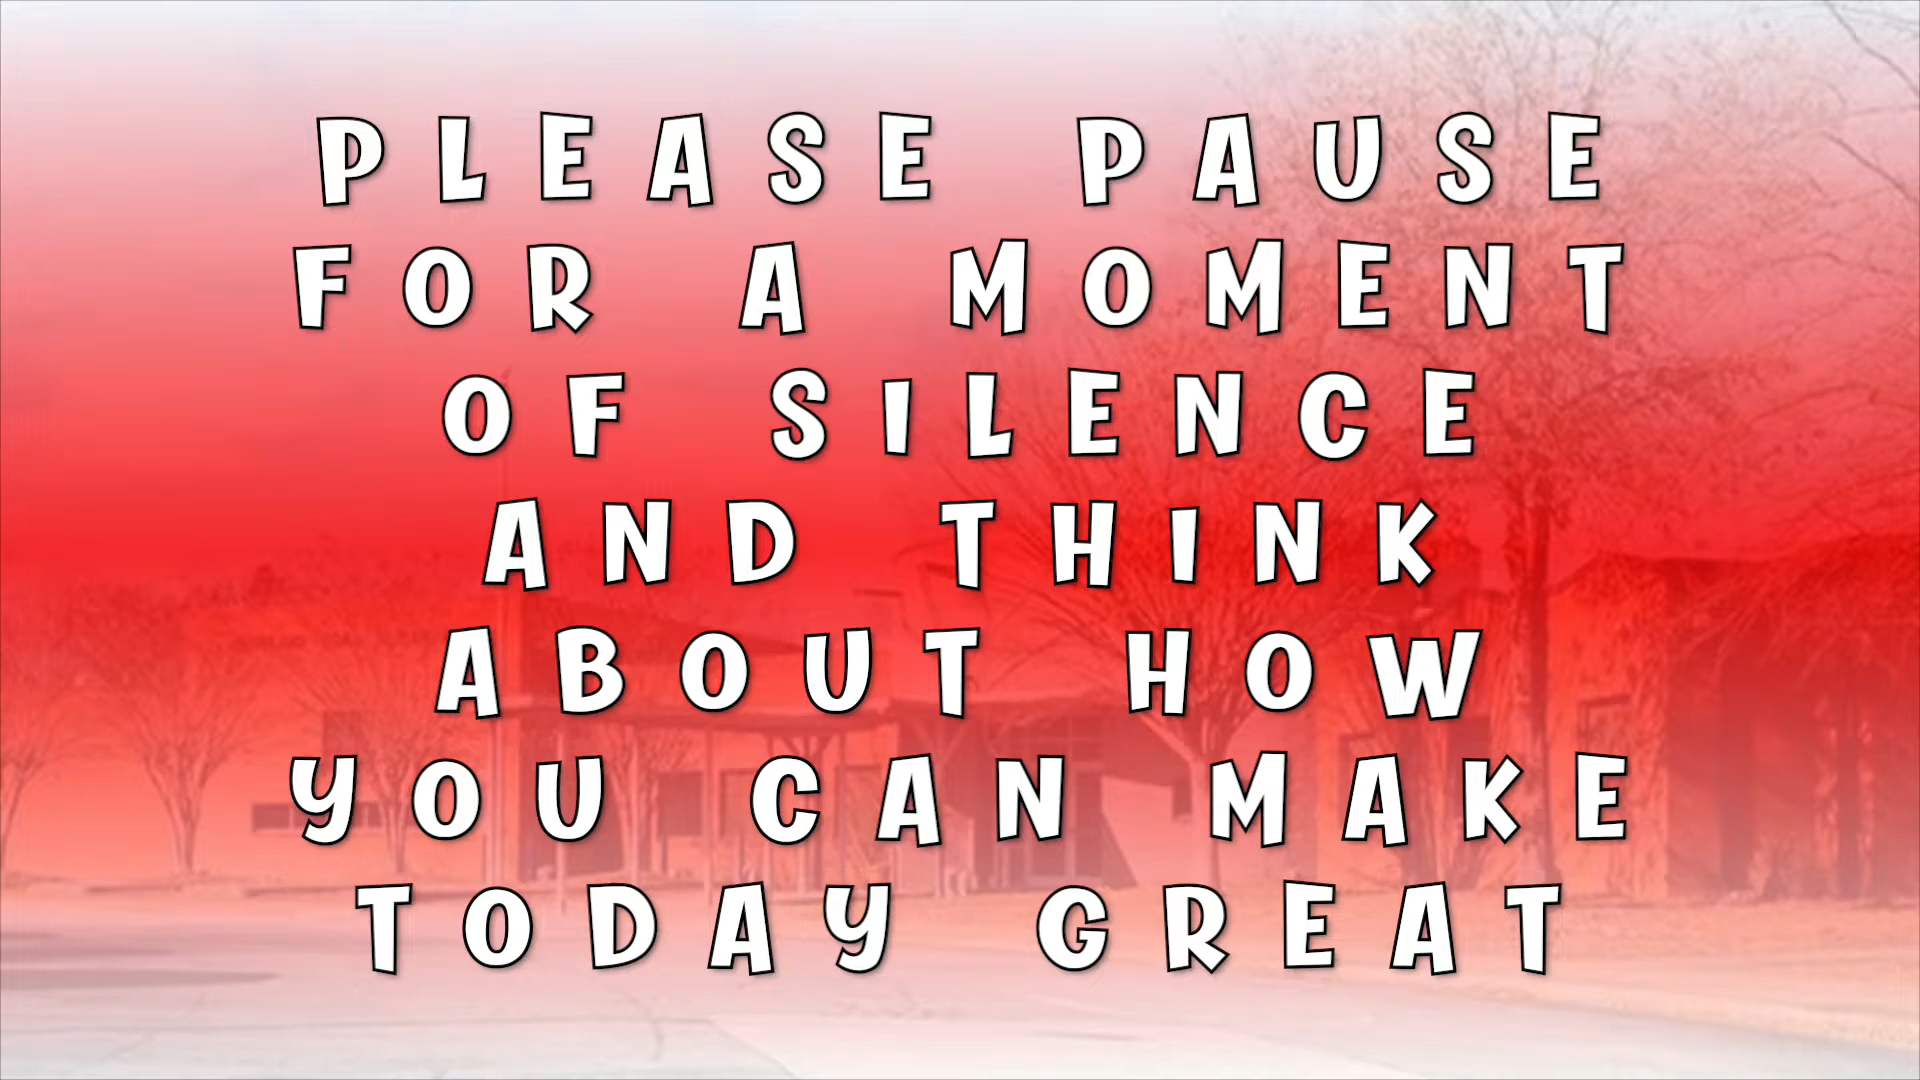 PLEASE PAUSE
FOR A MOMENT
OF SILENCE
AND THINK
ABOUT HOW
YOU CAN MAKE
TODAY GREAT